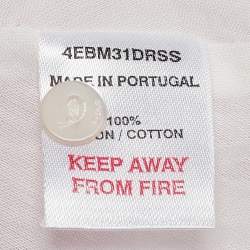 4EBM31DRSS
MADE IN PORTUGAL
100%
/ COTTON
KEEP AWAY
FROM FIRE